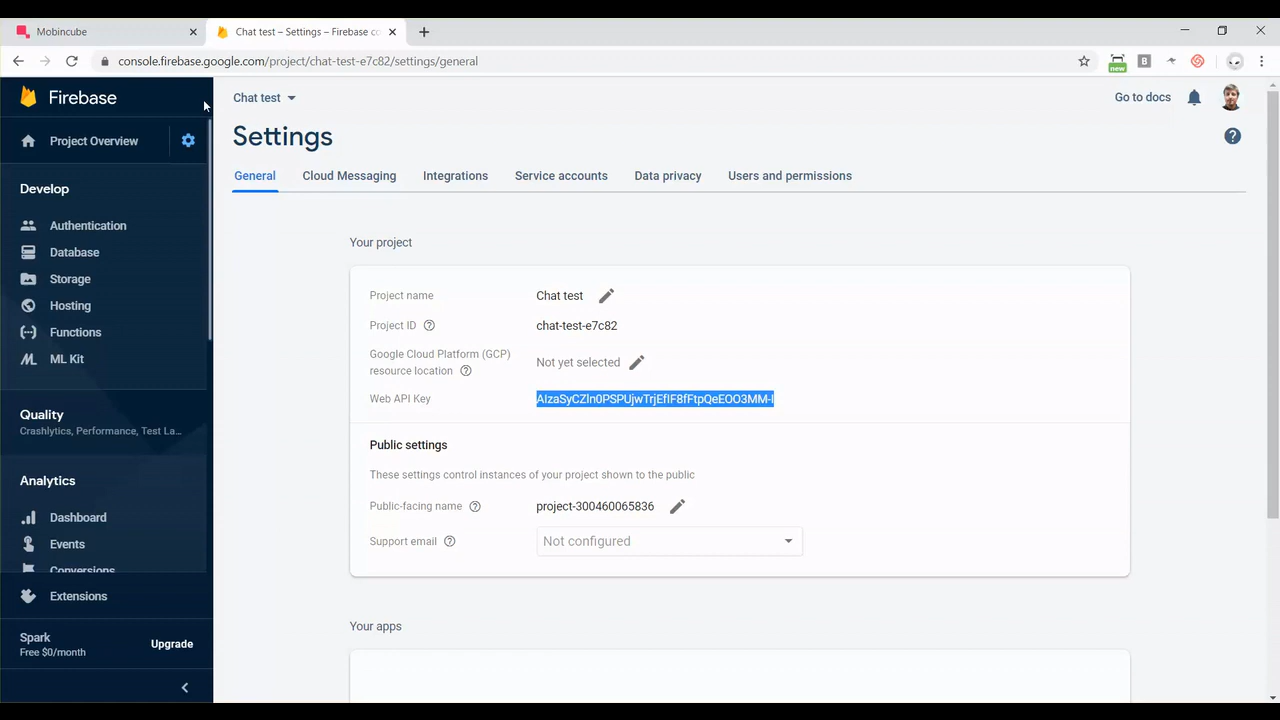 Mobincube
Chat test – Settings – Firebase co
console.firebase.google.com/project/chat-test-e7c82/settings/general
new
B
Firebase
Chat test
Go to docs
Project Overview
Settings
General
Cloud Messaging
Integrations
Service accounts
Data privacy
Users and permissions
Develop
Authentication
Database
Storage
Hosting
Functions
ML Kit
Quality
Crashlytics, Performance, Test La...
Analytics
Dashboard
Events
Conversions
Extensions
Spark
Free $0/month
Upgrade
Your project
Project name
Chat test
Project ID
chat-test-e7c82
Google Cloud Platform (GCP)
resource location
Not yet selected
Web API Key
Public settings
These settings control instances of your project shown to the public
Public-facing name
project-300460065836
Support email
Not configured
Your apps